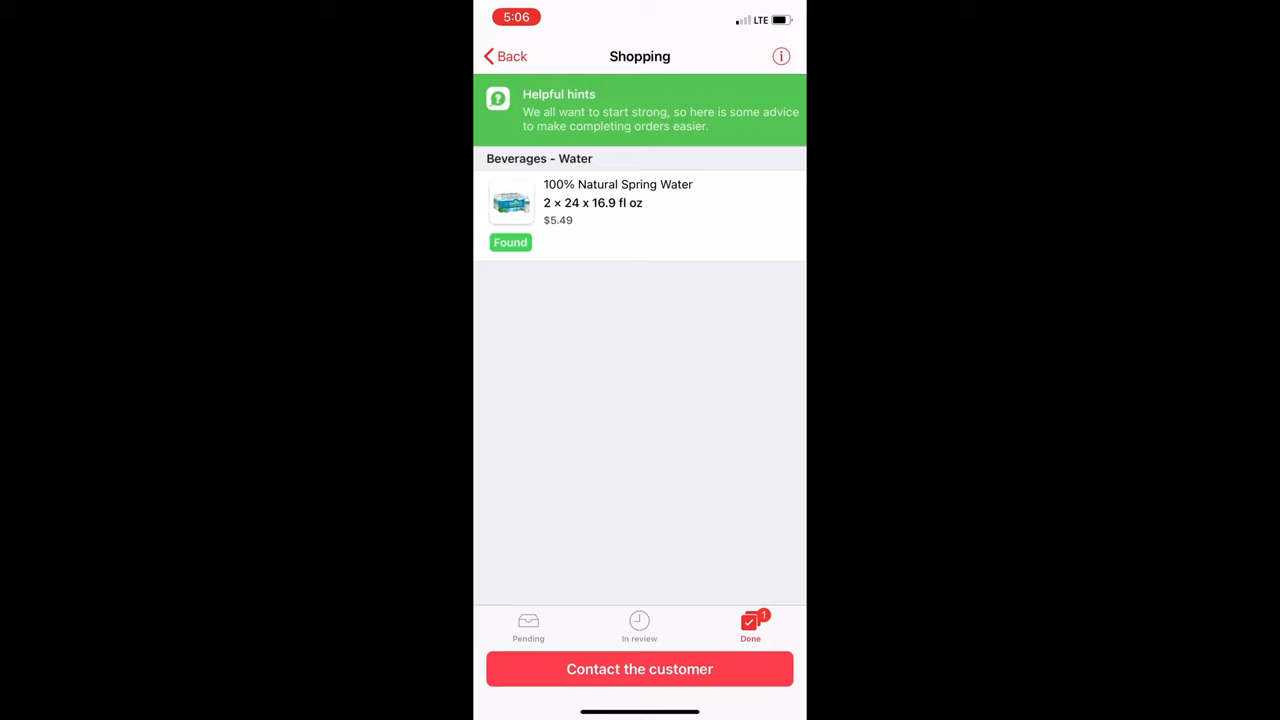 5:06
LTE
Back
Shopping
Helpful hints
We all want to start strong, so here is some advice
to make completing orders easier.
Beverages - Water
100% Natural Spring Water
2 × 24 x 16.9 fl oz
$5.49
Found
1
Pending
In review
Done
Contact the customer